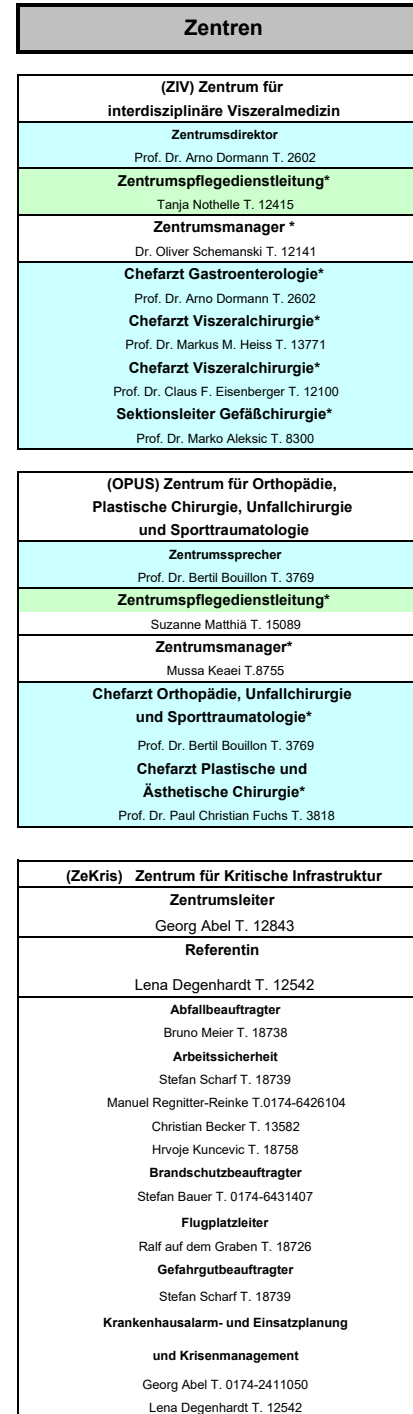 Zentren
(ZIV) Zentrum für
interdisziplinäre Viszeralmedizin
Zentrumsdirektor
Prof. Dr. Arno Dormann T. 2602
Zentrumspflegedienstleitung*
Tanja Nothelle T. 12415
Zentrumsmanager *
Dr. Oliver Schemanski T. 12141
Chefarzt Gastroenterologie*
Prof. Dr. Arno Dormann T. 2602
Chefarzt Viszeralchirurgie*
Prof. Dr. Markus M. Heiss T. 13771
Chefarzt Viszeralchirurgie*
Prof. Dr. Claus F. Eisenberger T. 12100
Sektionsleiter Gefäßchirurgie*
Prof. Dr. Marko Aleksic T. 8300
(OPUS) Zentrum für Orthopädie,
Plastische Chirurgie, Unfallchirurgie
und Sporttraumatologie
Zentrumssprecher
Prof. Dr. Bertil Bouillon T. 3769
Zentrumspflegedienstleitung*
Suzanne Matthiä T. 15089
Zentrumsmanager*
Mussa Keaei T.8755
Chefarzt Orthopädie, Unfallchirurgie
und Sporttraumatologie*
Prof. Dr. Bertil Bouillon T. 3769
Chefarzt Plastische und
Ästhetische Chirurgie*
Prof. Dr. Paul Christian Fuchs T. 3818
(ZeKris) Zentrum für Kritische Infrastruktur
Zentrumsleiter
Georg Abel T. 12843
Referentin
Lena Degenhardt T. 12542
Abfallbeauftragter
Bruno Meier T. 18738
Arbeitssicherheit
Stefan Scharf T. 18739
Manuel Regnitter-Reinke T.0174-6426104
Christian Becker T. 13582
Hrvoje Kuncevic T. 18758
Brandschutzbeauftragter
Stefan Bauer T. 0174-6431407
Flugplatzleiter
Ralf auf dem Graben T. 18726
Gefahrgutbeauftragter
Stefan Scharf T. 18739
Krankenhausalarm- und Einsatzplanung
und Krisenmanagement
Georg Abel T. 0174-2411050
Lena Degenhardt T. 12542